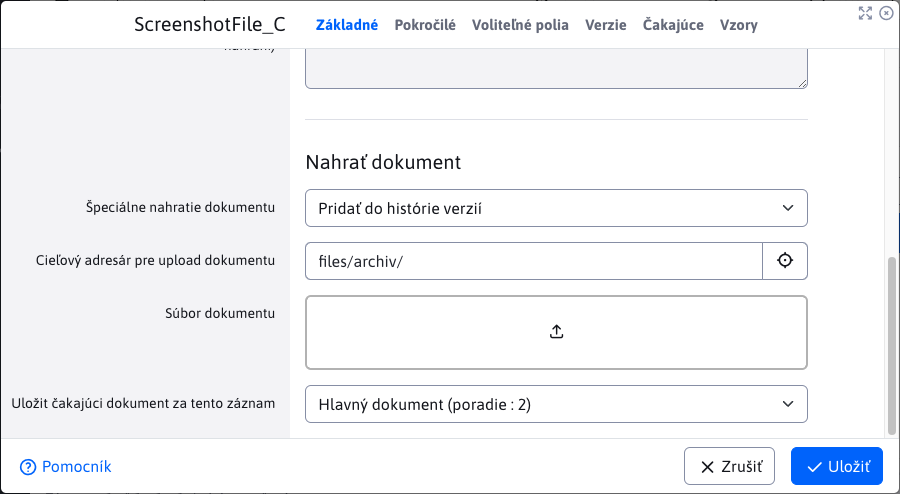 ScreenshotFile_C
Základné Pokročilé Voliteľné polia Verzie Čakajúce Vzory
Nahrať dokument
Špeciálne nahratie dokumentu
Pridať do histórie verzií
Cieľový adresár pre upload dokumentu
files/archiv/
Súbor dokumentu
Uložit čakajúci dokument za tento záznam
Hlavný dokument (poradie : 2)
Pomocník
Zrušiť
Uložiť